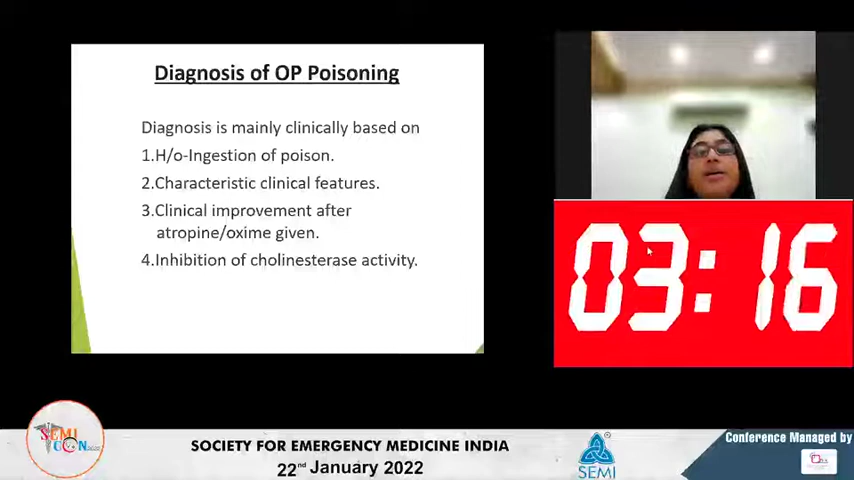 Diagnosis of OP Poisoning
Diagnosis is mainly clinically based on
1.H/o-Ingestion of poison.
2.Characteristic clinical features.
3.Clinical improvement after
atropine/oxime given.
4.Inhibition of cholinesterase activity.
03:16
SEMI
CON
SOCIETY FOR EMERGENCY MEDICINE INDIA
22nd January 2022
SEMI
Conference Managed by